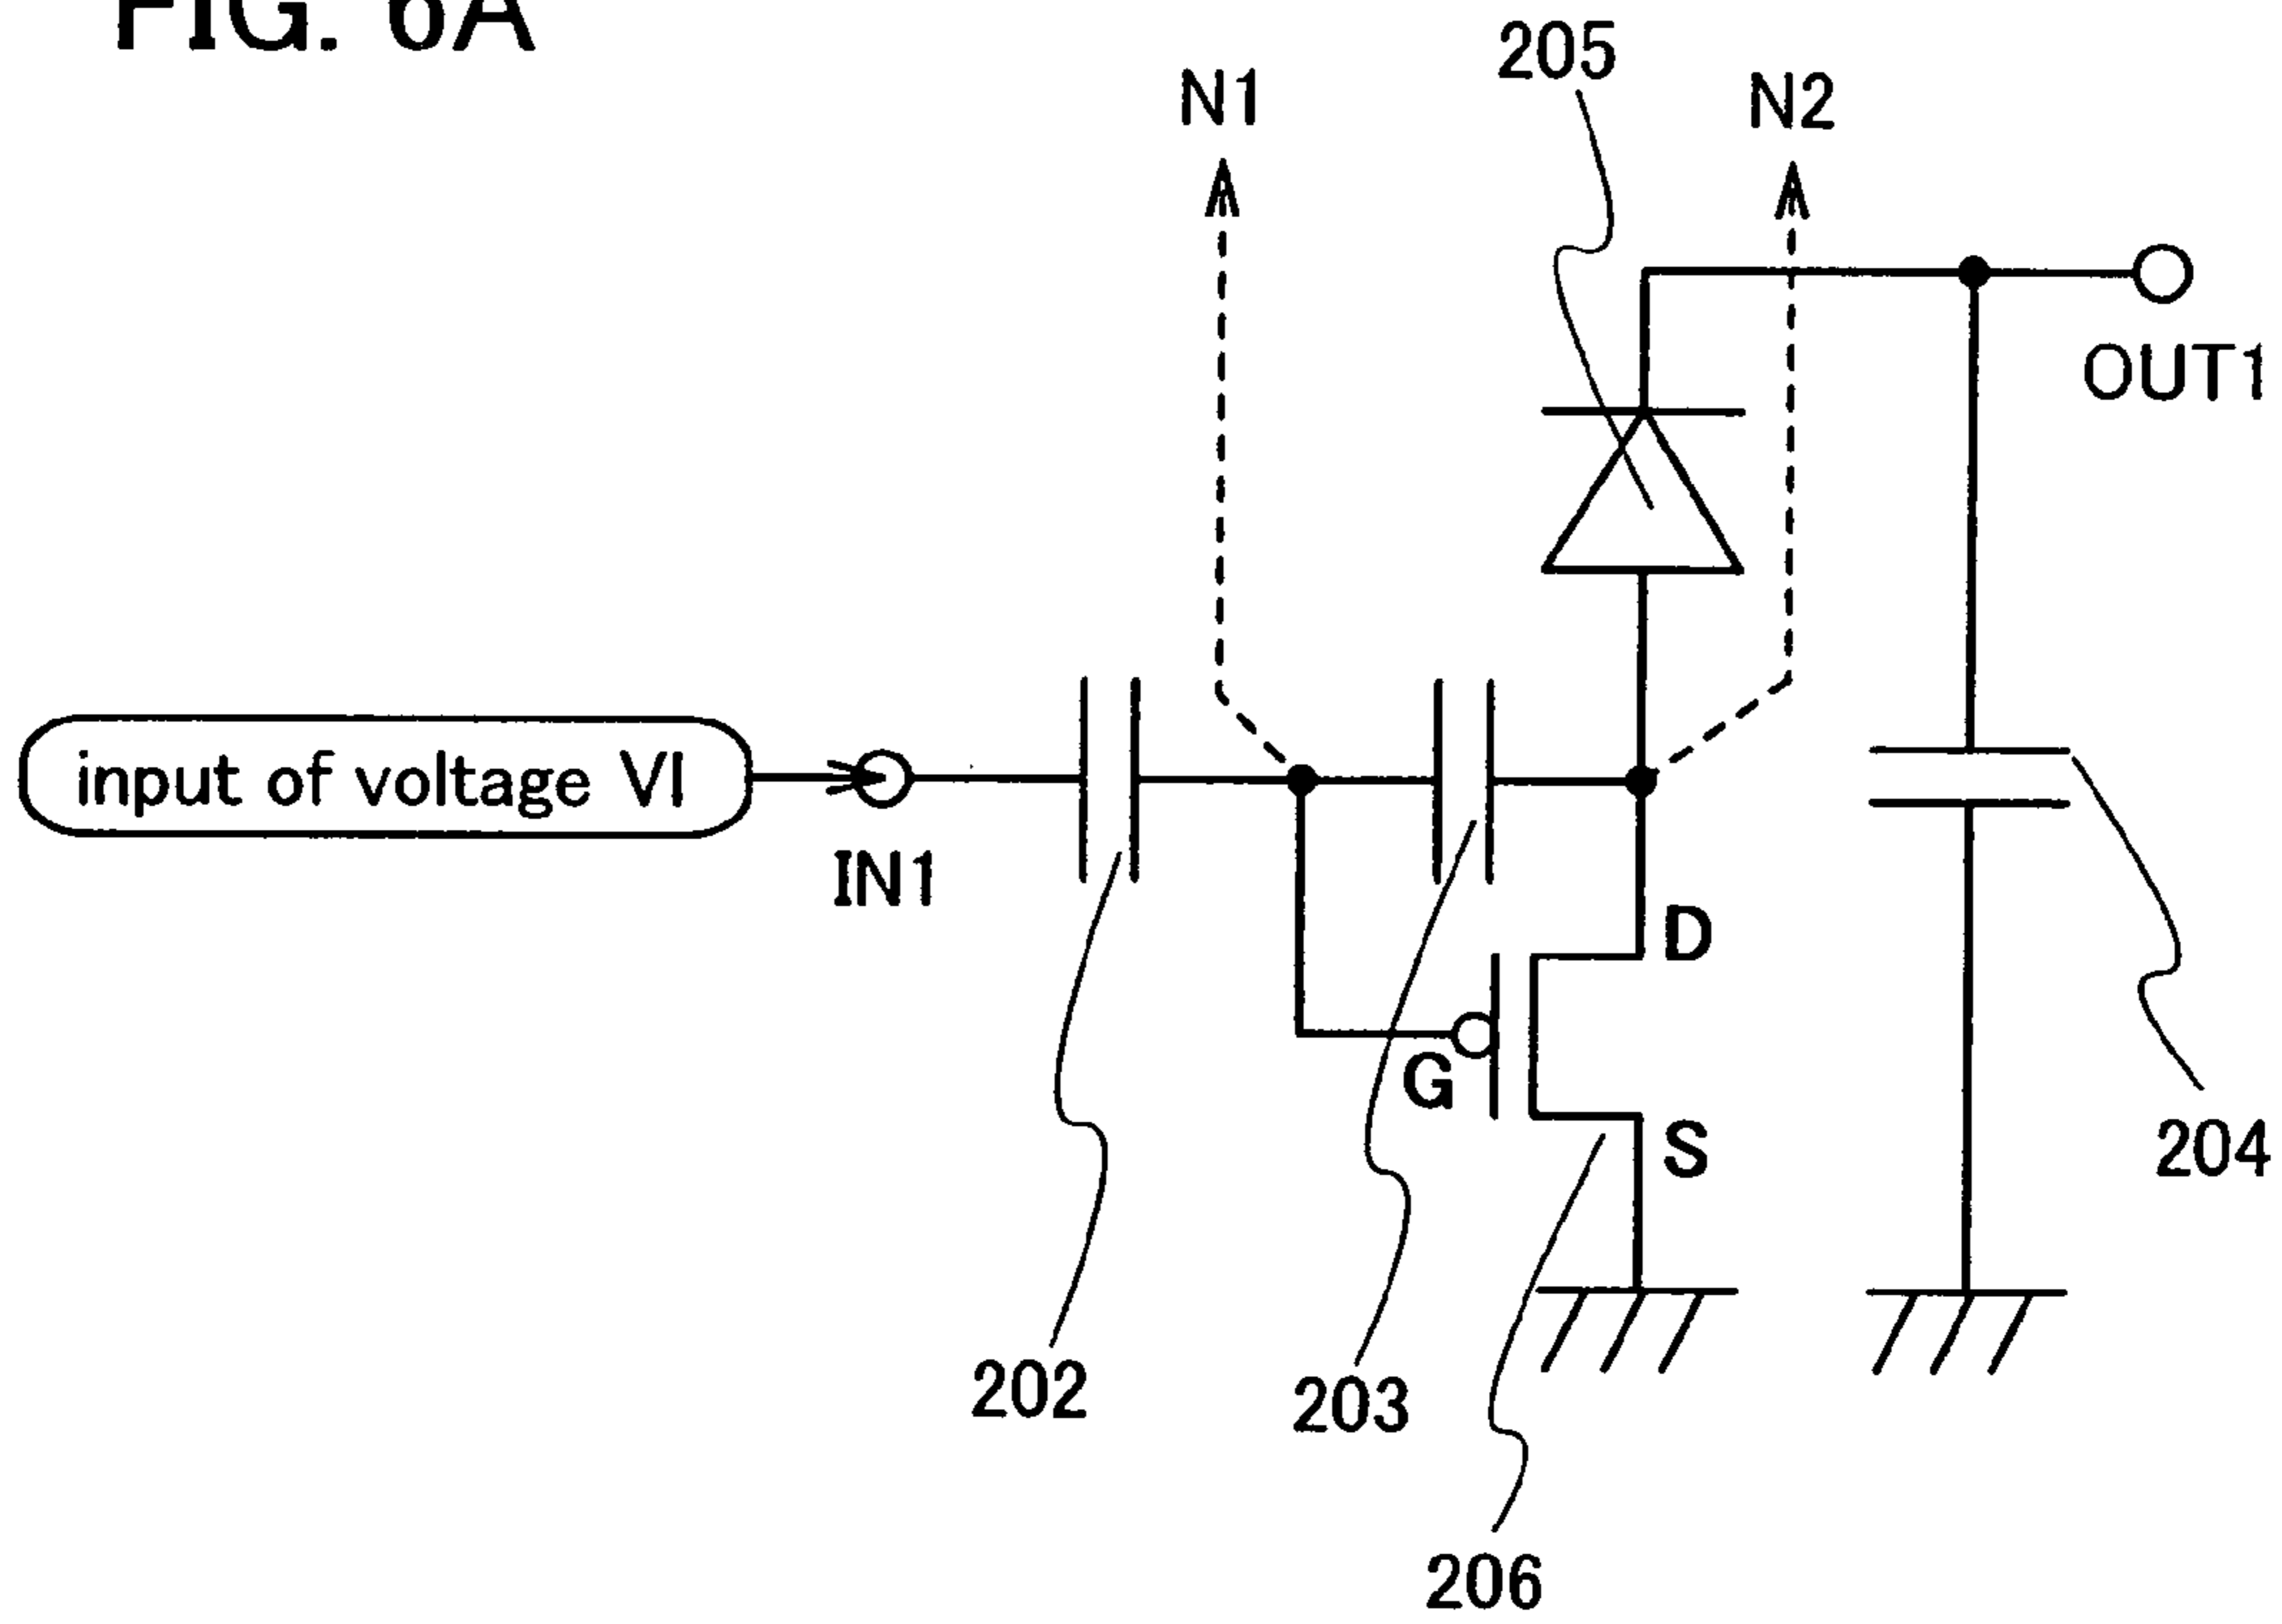 FIG. 6A
205
N1
N2
OUT1
input of voltage VI
IN1
D
G
S
204
202
203
206